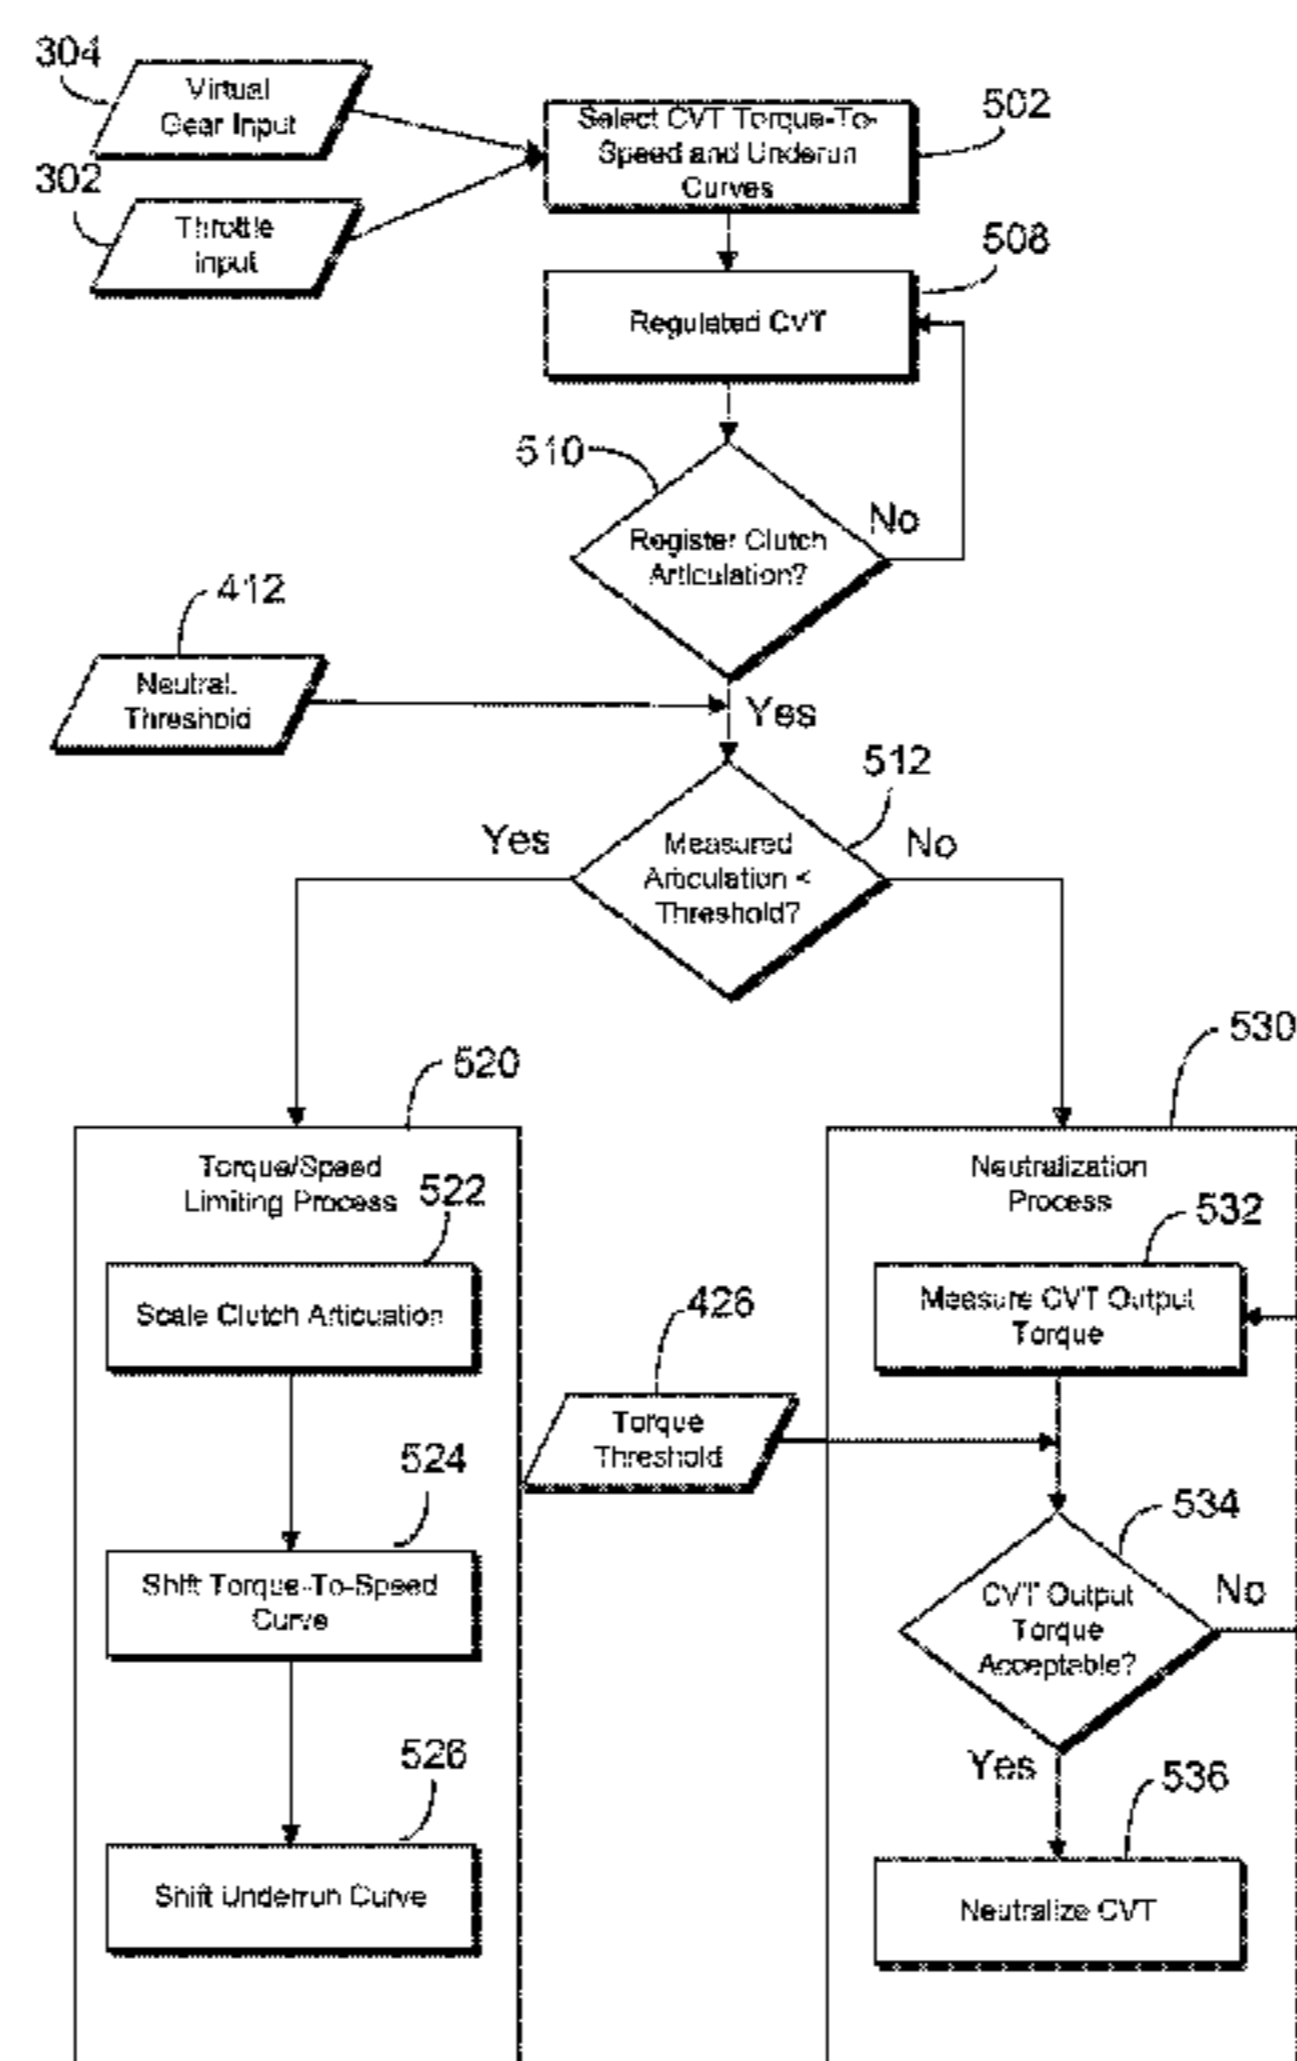 304
Virtual
Gear Input
302
Throttle
input
Select CVT Torque-To-
Speed and Underun
Curves
502
508
Regulated CVT
510
Register Clutch
Articulation?
No
412
Neutral.
Threshold
Yes
512
Yes
Measured
Articulation <
Threshold?
No
530
520
Torque/Speed
Limiting Process
522
Scale Clutch Articuation
524
Shift Torque-To-Speed
Curve
526
Shift Underrun Curve
426
Torque
Threshold
Neutralization
Process
532
Measure CVT Output
Torque
534
CVT Output
Torque
Acceptable?
No
Yes
536
Neutralize CVT